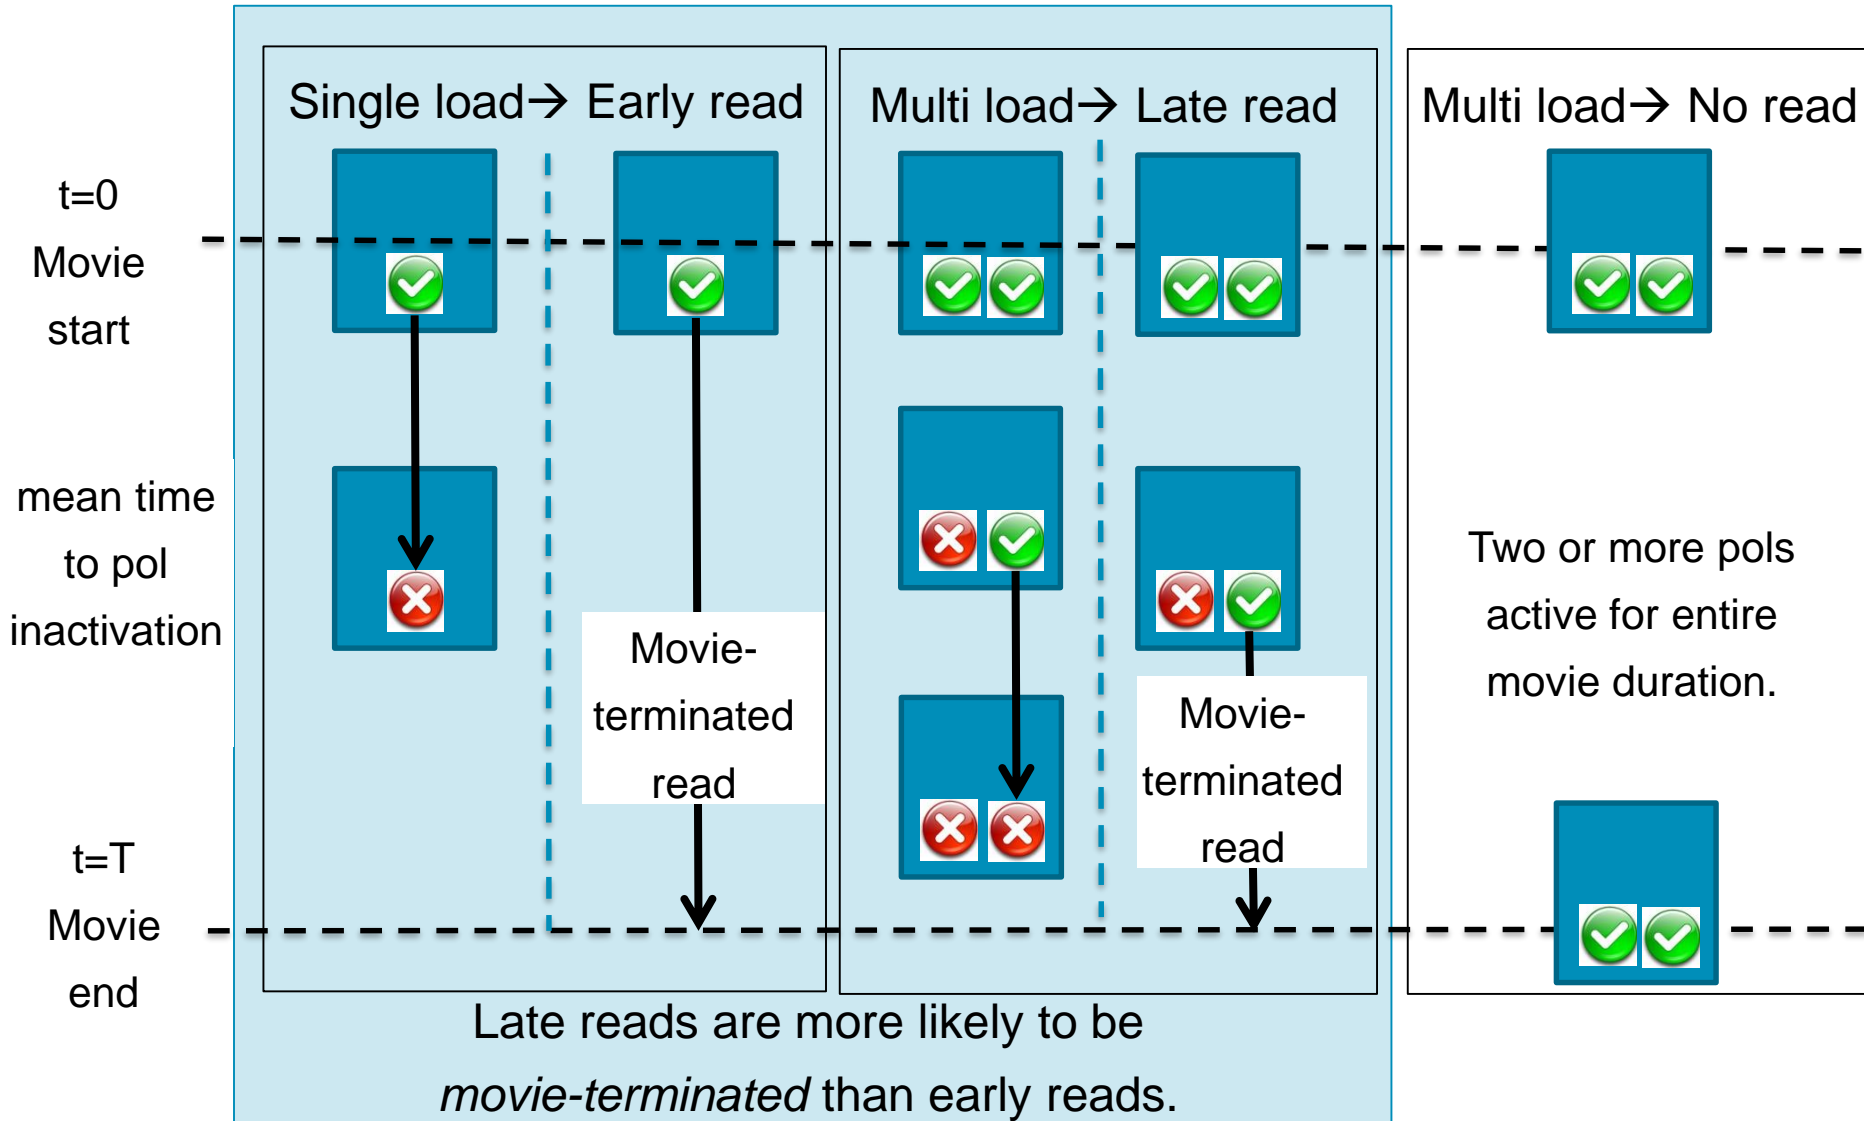 Single load→ Early read
Multi load→ Late read
Multi load→ No read
t=0
Movie
start
mean time
to pol
inactivation
Movie-
terminated
read
Movie-
terminated
read
Two or more pols
active for entire
movie duration.
t=T
Movie
end
Late reads are more likely to be
movie-terminated than early reads.